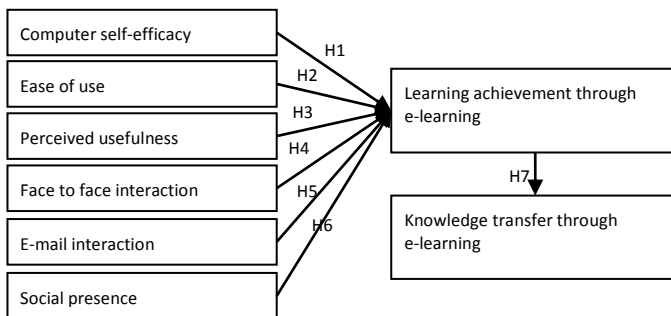 Computer self-efficacy
H1
Ease of use
H2
Learning achievement through
e-learning
H3
Perceived usefulness
H4
Face to face interaction
H7
H5
Knowledge transfer through
e-learning
H6
E-mail interaction
Social presence